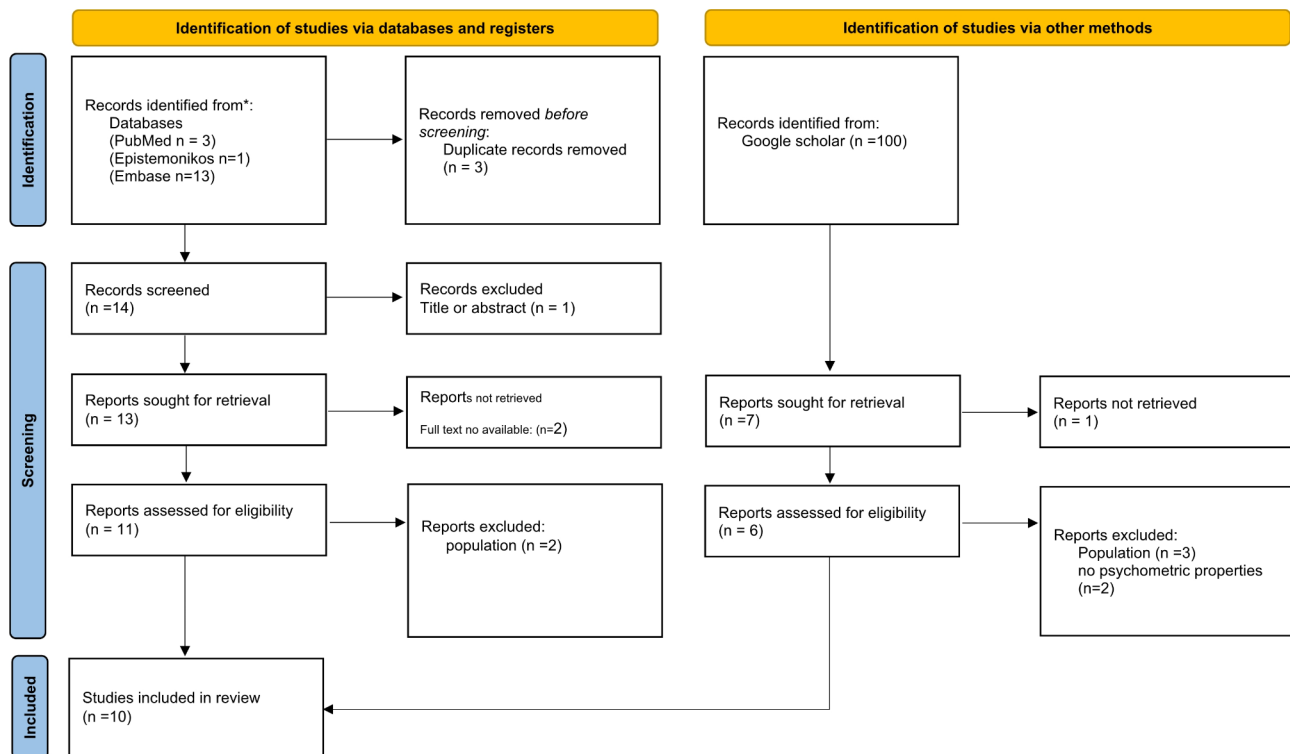 Identification of studies via databases and registers
Identification of studies via other methods
Identification
Records identified from*:
Databases
(PubMed n = 3)
(Epistemonikos n=1)
(Embase n=13)
Records removed before
screening:
Duplicate records removed
(n = 3)
Records identified from:
Google scholar (n =100)
Screening
Records screened
(n =14)
Records excluded
Title or abstract (n = 1)
Reports sought for retrieval
(n = 13)
Reports not retrieved
Full text no available: (n=2)
Reports sought for retrieval
(n =7)
Reports not retrieved
(n = 1)
Reports assessed for eligibility
(n = 11)
Reports excluded:
population (n =2)
Reports assessed for eligibility
(n = 6)
Reports excluded:
Population (n =3)
no psychometric properties
(n=2)
Included
Studies included in review
(n =10)